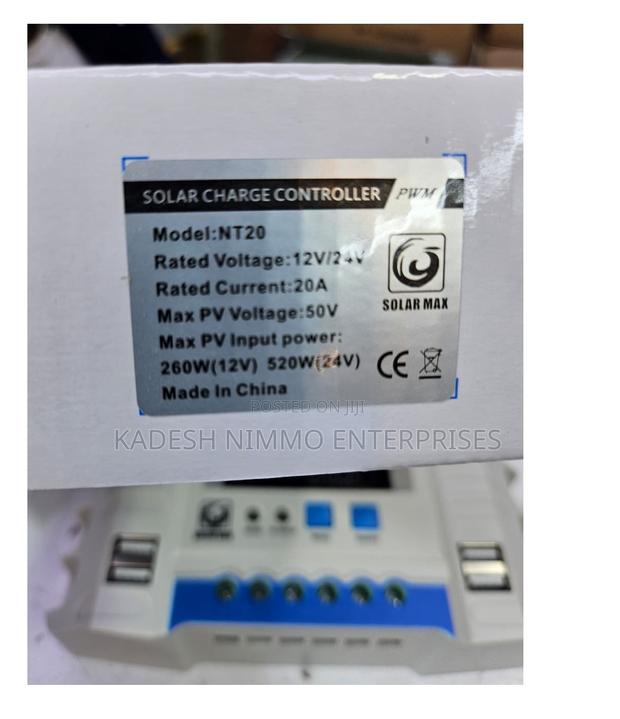 SOLAR CHARGE CONTROLLER PWM
Model:NT20
Rated Voltage:12V/24V
Rated Current:20A
Max PV Voltage:50V
SOLAR MAX
Max PV Input power:
260W(12V) 520W(24V)
CE
Made In China
POSTED ON JIJI
KADESH NIMMO ENTERPRISES